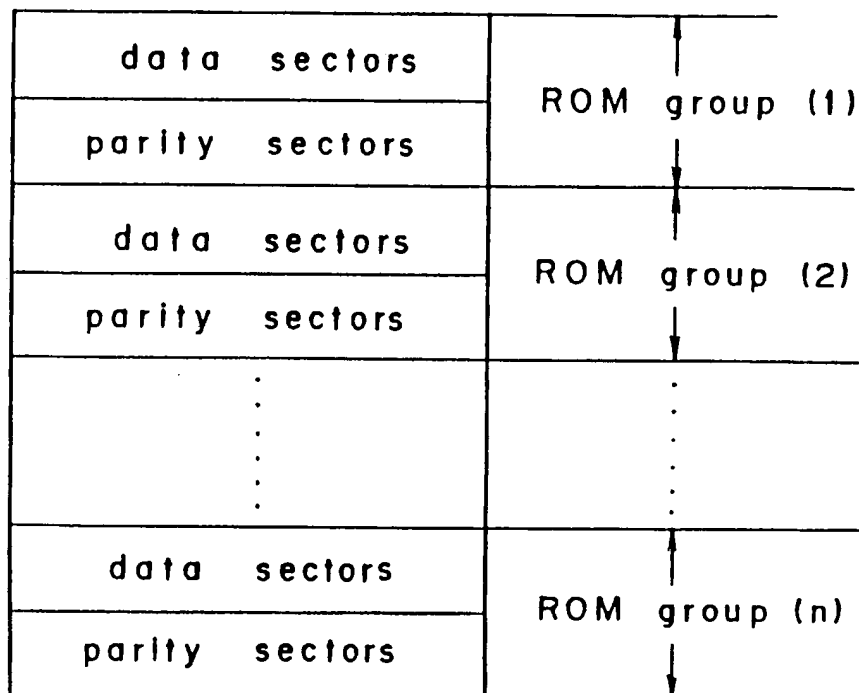 data sectors
ROM group (1)
parity sectors
data sectors
ROM group (2)
parity sectors
data sectors
ROM group (n)
parity sectors